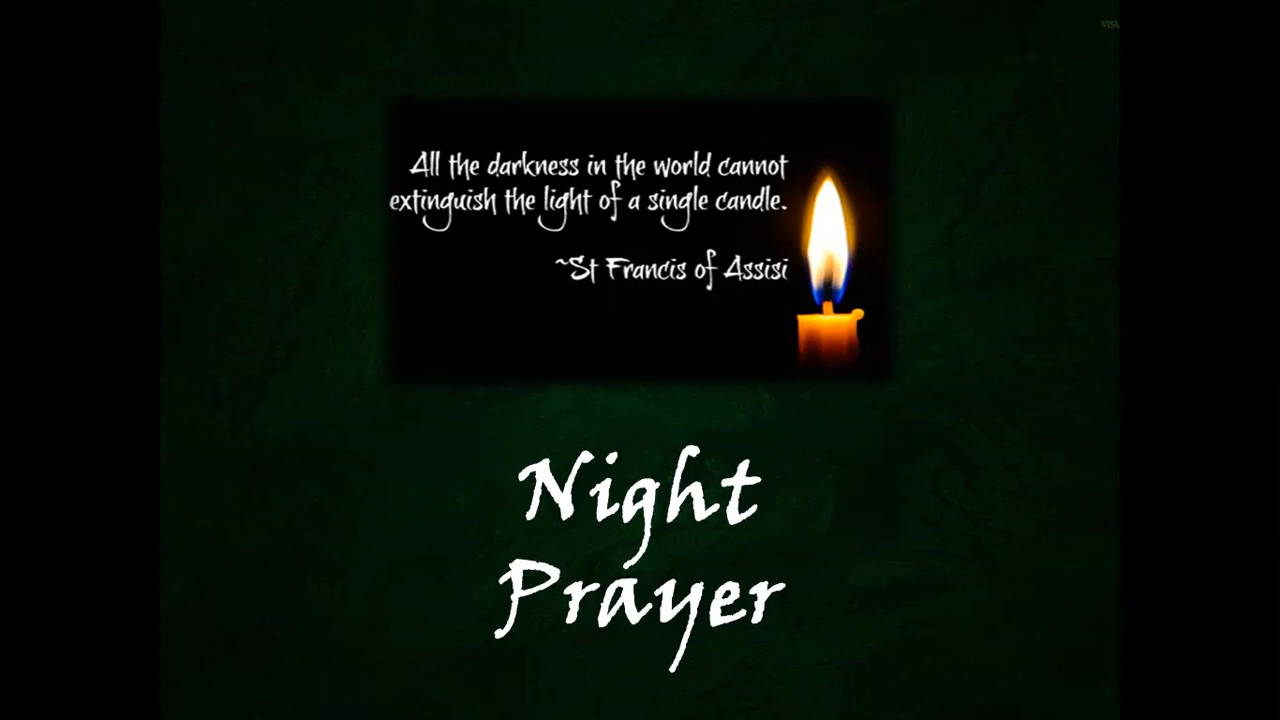 All the darkness in the world cannot
extinguish the light of a single candle.
~St Francis of Assisi
Night
Prayer